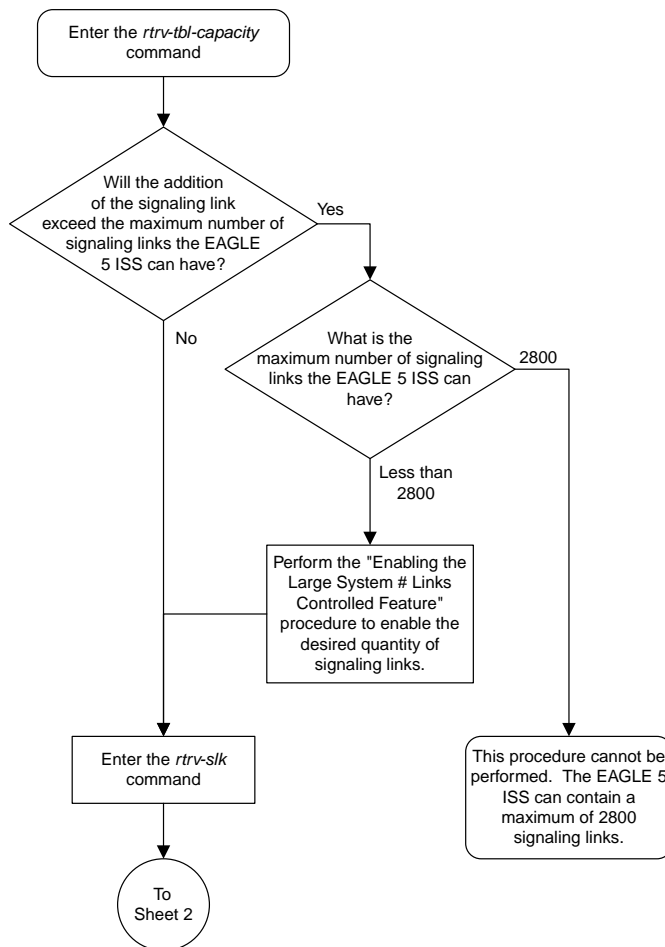 Enter the rtrv-tbl-capacity
command
Will the addition
of the signaling link
exceed the maximum number of
signaling links the EAGLE
5 ISS can have?
Yes
No
What is the
maximum number of signaling
links the EAGLE 5 ISS can
have?
2800
Less than
2800
Perform the "Enabling the
Large System # Links
Controlled Feature"
procedure to enable the
desired quantity of
signaling links.
Enter the rtrv-slk
command
This procedure cannot be
performed. The EAGLE 5
ISS can contain a
maximum of 2800
signaling links.
To
Sheet 2